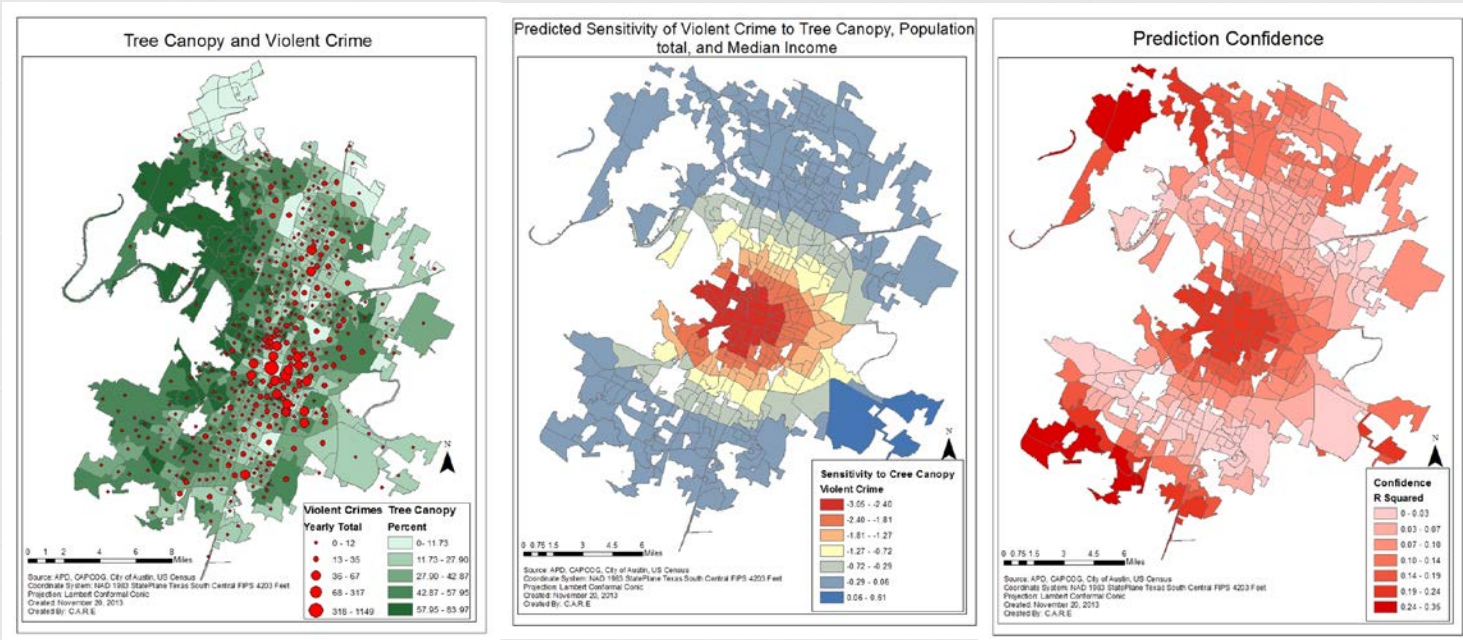 Tree Canopy and Violent Crime
N
Violent Crimes
Yearly Total
0 - 12
13 - 35
36 - 67
68 - 317
318 - 1149
Tree Canopy
Percent
0- 11.73
11.73 - 27.90
27.90 - 42.87
42.87 - 57.95
57.95 - 83.97
0 1 2 4 6 8
Miles
Source: APD, CAPCOG, City of Austin, US Census
Coordinate System: NAD 1983 StatePlane Texas South Central FIPS 4203 Feet
Projection: Lambert Conformal Conic
Created: November 20, 2013
Created By: C.A.R.E
Predicted Sensitivity of Violent Crime to Tree Canopy, Population
total, and Median Income
N
Sensitivity to Cree Canopy
Violent Crime
-3.05 - -2.40
-2.40 - -1.81
-1.81 - -1.27
-1.27 - -0.72
-0.72 - -0.29
-0.29 - 0.06
0.06 - 0.61
0 0.75 1.5 3 4.5 6
Miles
Source: APD, CAPCOG, City of Austin, US Census
Coordinate System: NAD 1983 StatePlane Texas South Central FIPS 4203 Feet
Projection: Lambert Conformal Conic
Created: November 20, 2013
Created By: C.A.R.E
Prediction Confidence
N
Confidence
R Squared
0 - 0.03
0.03 - 0.07
0.07 - 0.10
0.10 - 0.14
0.14 - 0.19
0.19 - 0.24
0.24 - 0.35
0 0.75 1.5 3 4.5 6
Miles
Source: APD, CAPCOG, City of Austin, US Census
Coordinate System: NAD 1983 StatePlane Texas South Central FIPS 4203 Feet
Projection: Lambert Conformal Conic
Created: November 20, 2013
Created By: C.A.R.E